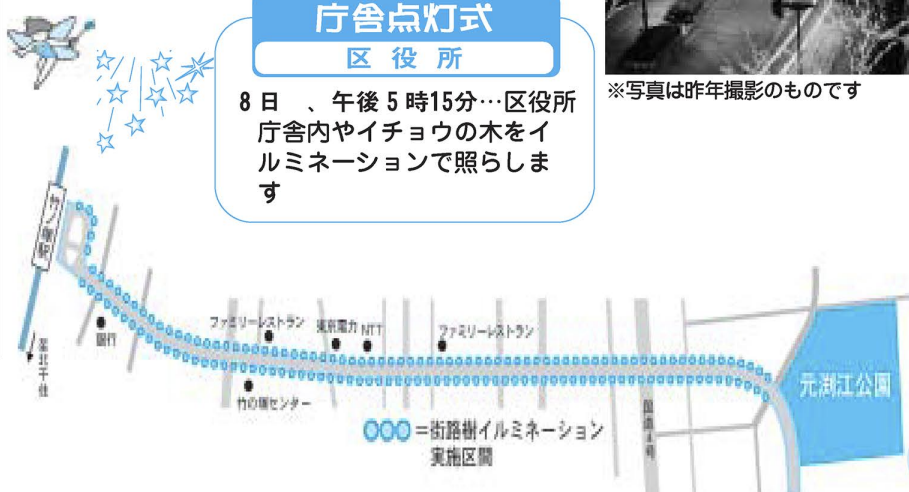 庁舎点灯式
区役所
8日 、午後5時15分…区役所
庁舎内やイチョウの木をイ
ルミネーションで照らしま
す
※写真は昨年撮影のものです
竹ノ塚駅
至北千住
銀行
ファミリーレストラン
東京電力
NTT
ファミリーレストラン
竹の塚センター
国道4号
元渕江公園
=街路樹イルミネーション
実施区間